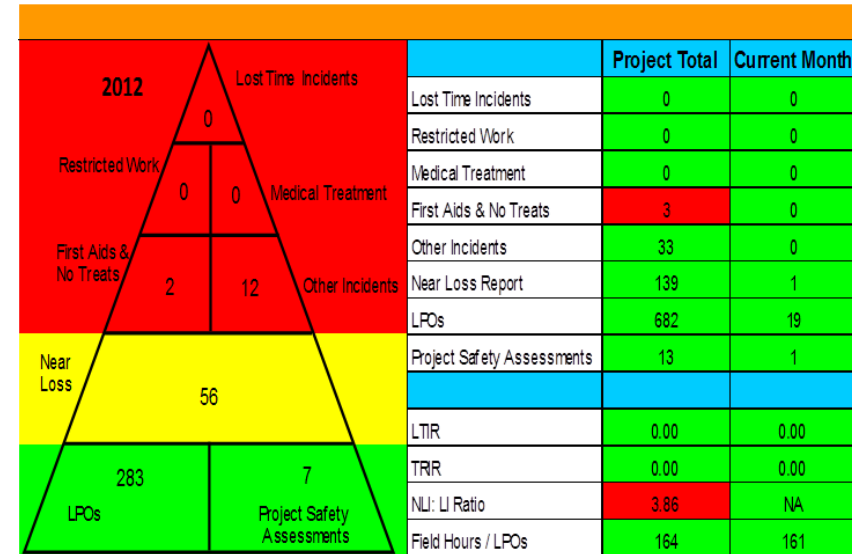 2012
Lost Time Incidents
0
Restricted Work
0
0
Medical Treatment
First Aids &
No Treats
2
12
Other Incidents
Near
Loss
56
283
7
LPOs
Project Safety
Assessments
Project Total Current Month
Lost Time Incidents 0 0
Restricted Work 0 0
Medical Treatment 0 0
First Aids & No Treats 3 0
Other Incidents 33 0
Near Loss Report 139 1
LPOs 682 19
Project Safety Assessments 13 1
LTIR 0.00 0.00
TRIR 0.00 0.00
NLI: LI Ratio 3.86 NA
Field Hours / LPOs 164 161